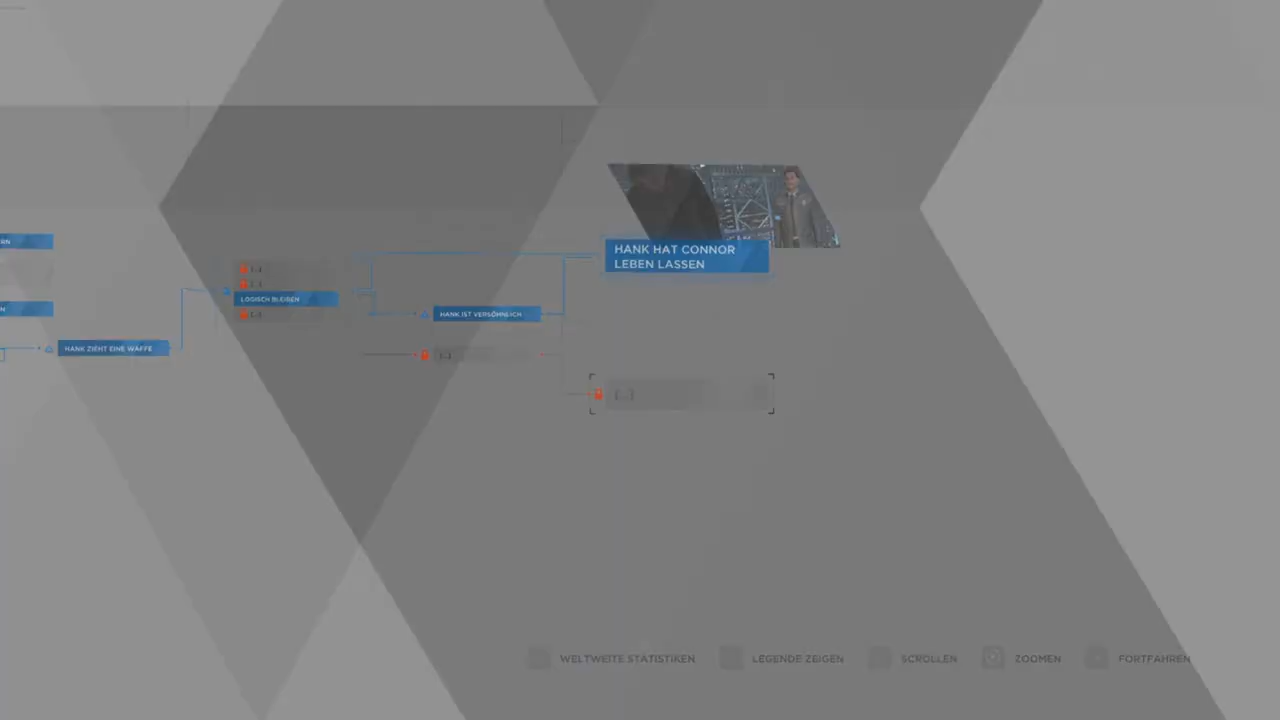 RN
N
HANK ZIEHT EINE WAFFE
[...]
[...]
LOGISCH BLEIBEN
[...]
HANK IST VERSÖHNLICH
[...]
HANK HAT CONNOR
LEBEN LASSEN
[...]
WELTWEITE STATISTIKEN
LEGENDE ZEIGEN
SCROLLEN
ZOOMEN
FORTFAHREN